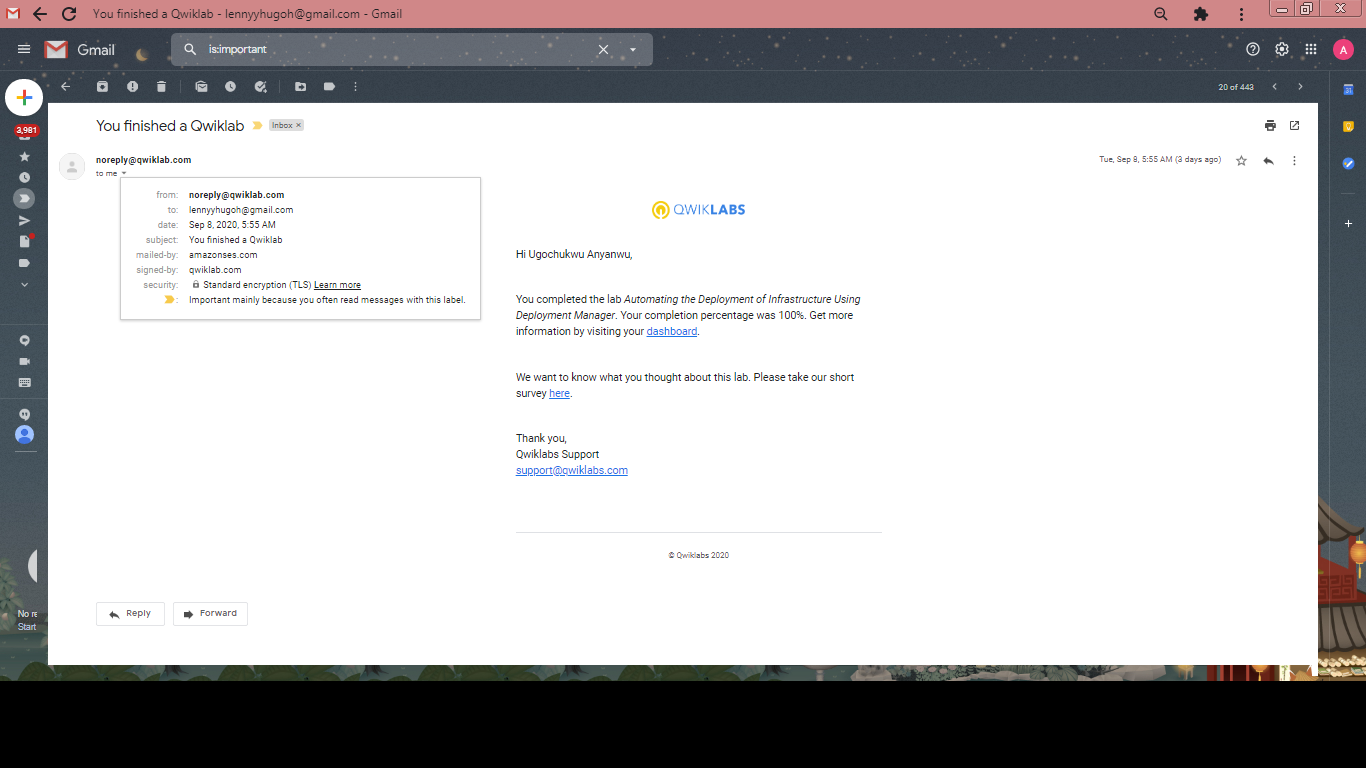 You finished a Qwiklab - lennyyhugoh@gmail.com - Gmail
Gmail
is:important
A
20 of 443
3,981
You finished a Qwiklab
Inbox ×
noreply@qwiklab.com
Tue, Sep 8, 5:55 AM (3 days ago)
to me
from: noreply@qwiklab.com
to: lennyyhugoh@gmail.com
date: Sep 8, 2020, 5:55 AM
subject: You finished a Qwiklab
mailed-by: amazonses.com
signed-by: qwiklab.com
security: Standard encryption (TLS) Learn more
: Important mainly because you often read messages with this label.
QWIKLABS
Hi Ugochukwu Anyanwu,
You completed the lab Automating the Deployment of Infrastructure Using
Deployment Manager. Your completion percentage was 100%. Get more
information by visiting your dashboard.
We want to know what you thought about this lab. Please take our short
survey here.
Thank you,
Qwiklabs Support
support@qwiklabs.com
© Qwiklabs 2020
Reply
Forward
No re
Start